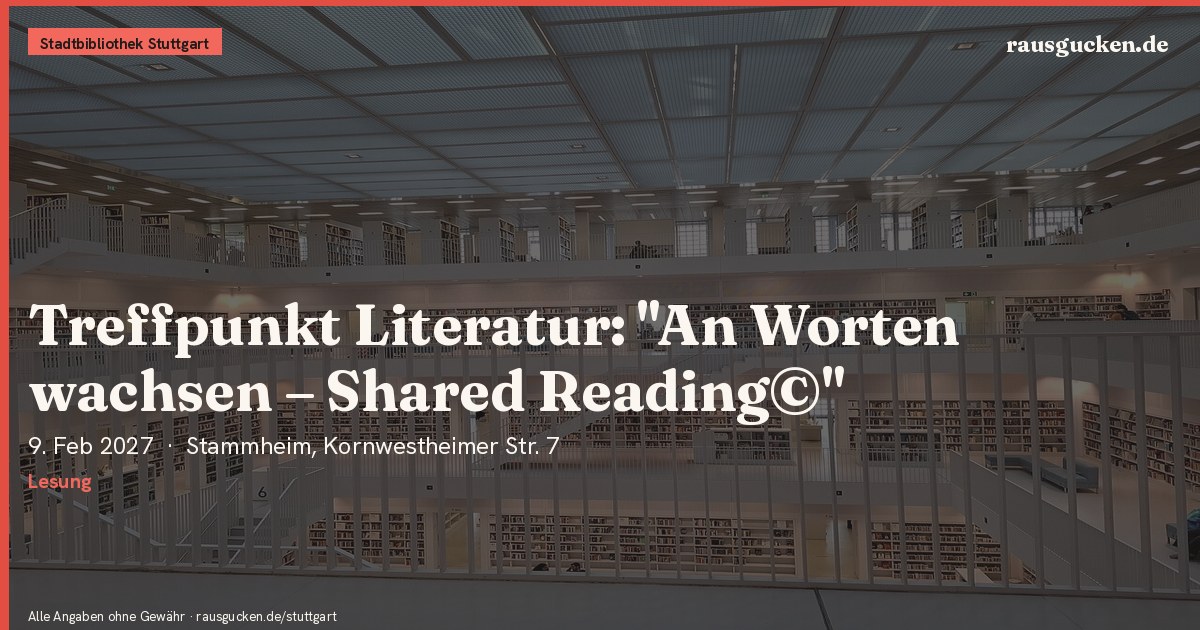 Stadtbibliothek Stuttgart
rausgucken.de
Treffpunkt Literatur: "An Worten
wachsen – Shared Reading©"
9. Feb 2027 · Stammheim, Kornwestheimer Str. 7
Lesung
6
Alle Angaben ohne Gewähr · rausgucken.de/stuttgart